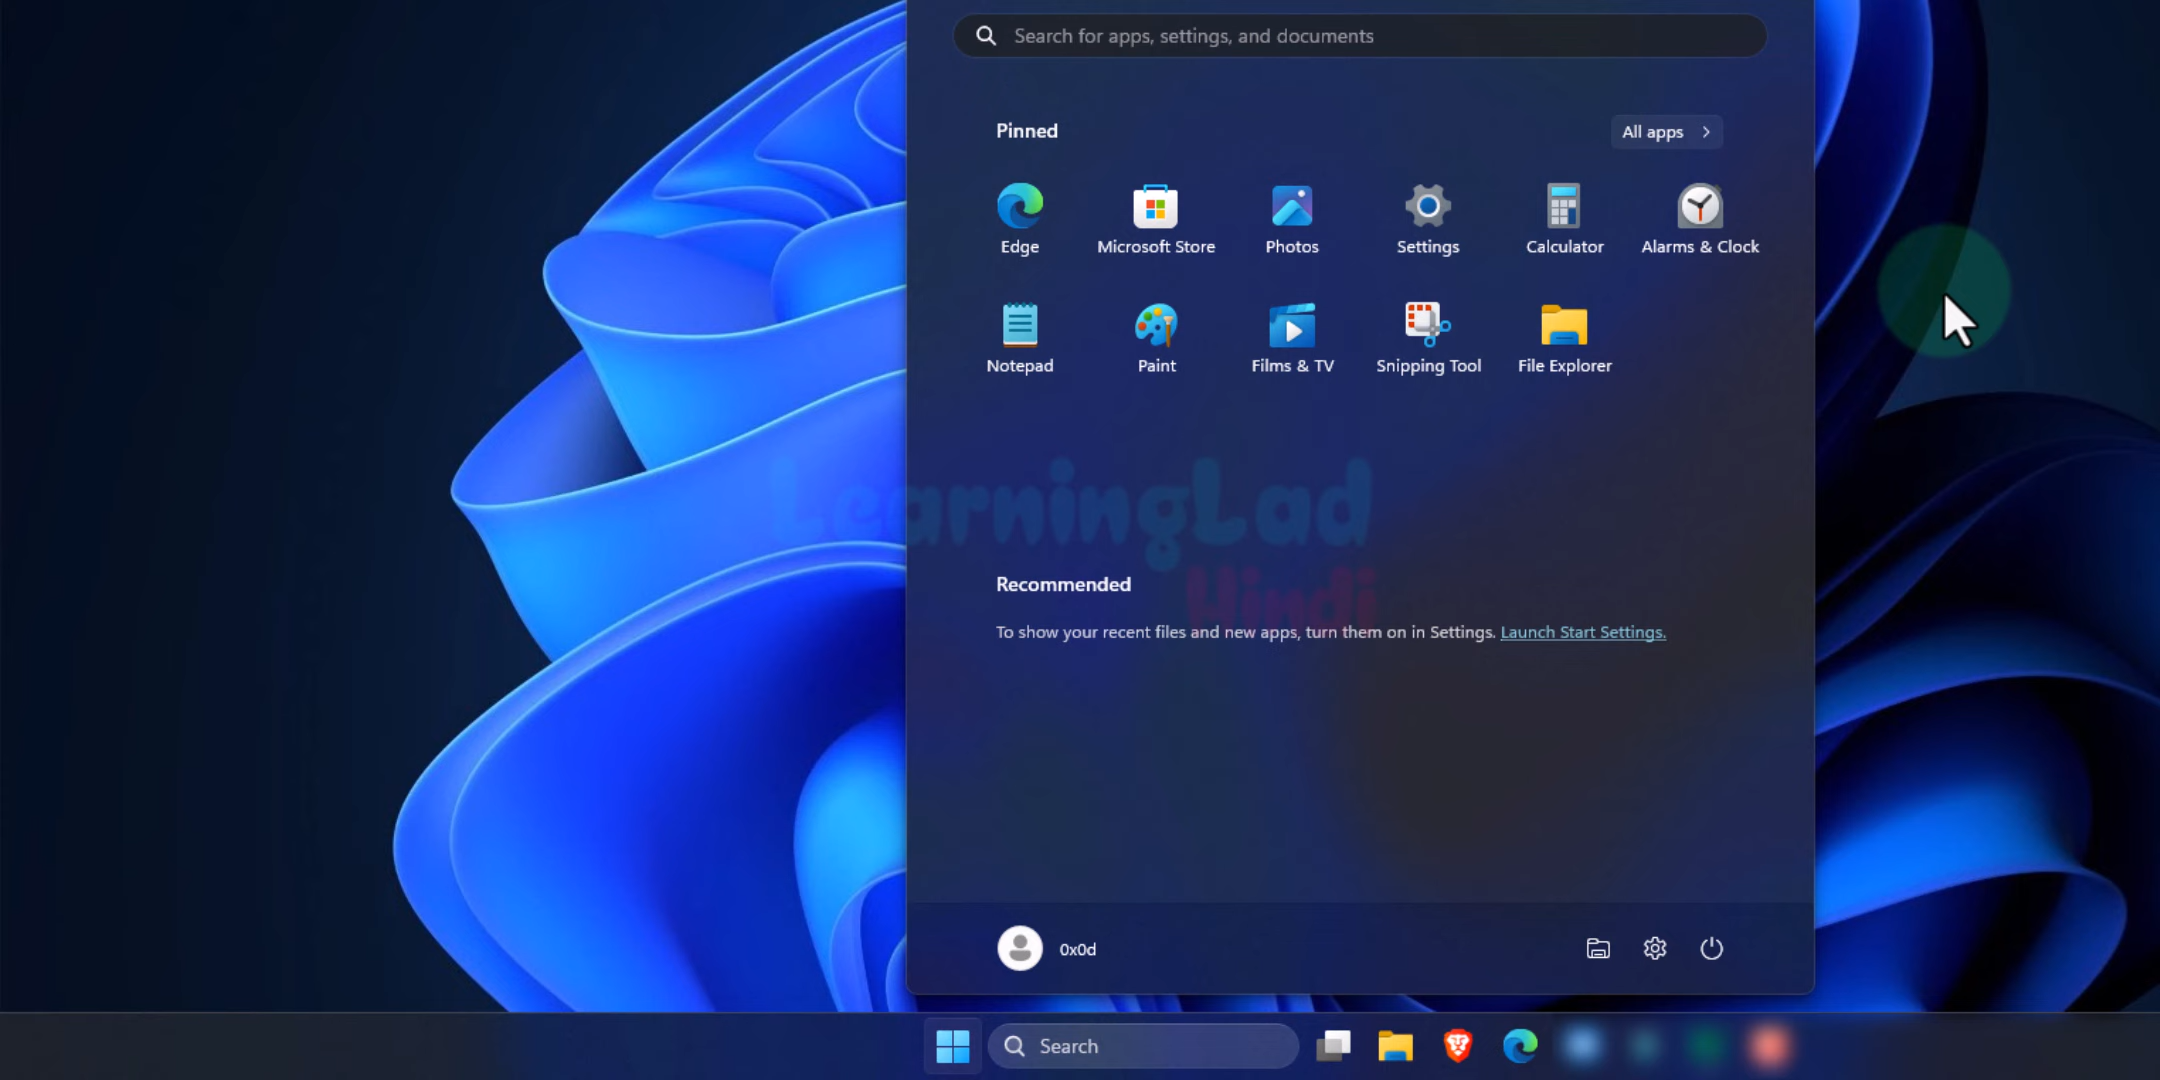 Search for apps, settings, and documents
Pinned
All apps
Edge
Microsoft Store
Photos
Settings
Calculator
Alarms & Clock
Notepad
Paint
Films & TV
Snipping Tool
File Explorer
LearningLad
Hindi
Recommended
To show your recent files and new apps, turn them on in Settings. Launch Start Settings.
0x0d
Search